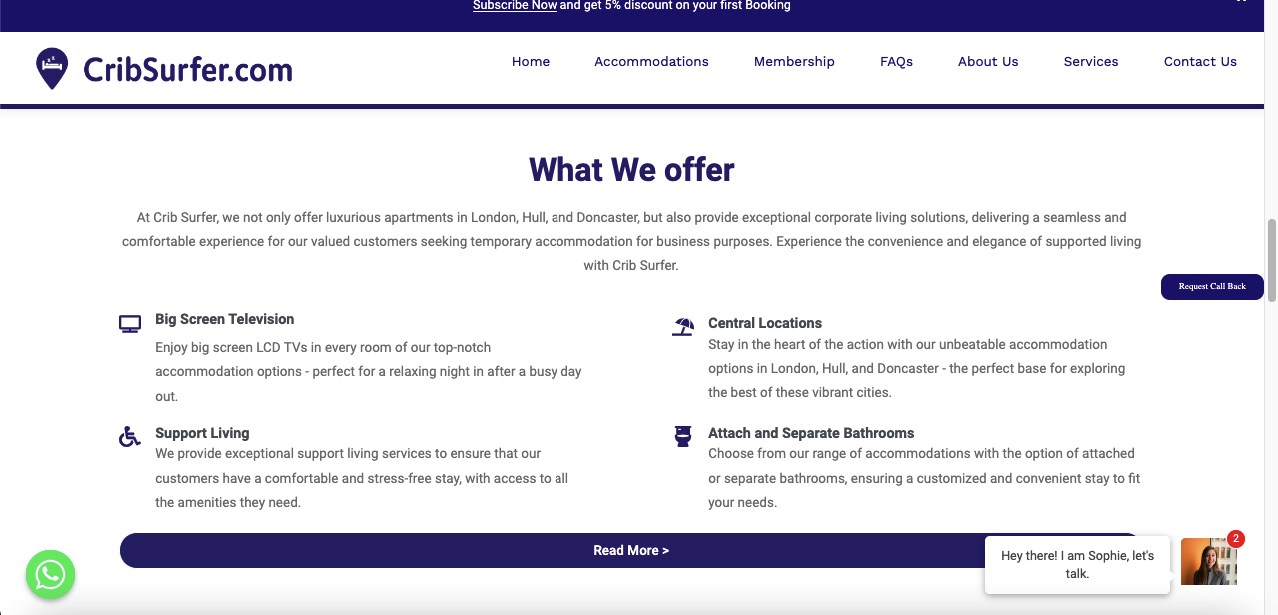 Subscribe Now and get 5% discount on your first Booking
CribSurfer.com
Home Accommodations Membership FAQs About Us Services Contact Us
What We offer
At Crib Surfer, we not only offer luxurious apartments in London, Hull, and Doncaster, but also provide exceptional corporate living solutions, delivering a seamless and
comfortable experience for our valued customers seeking temporary accommodation for business purposes. Experience the convenience and elegance of supported living
with Crib Surfer.
Request Call Back
Big Screen Television
Enjoy big screen LCD TVs in every room of our top-notch
accommodation options - perfect for a relaxing night in after a busy day
out.
Central Locations
Stay in the heart of the action with our unbeatable accommodation
options in London, Hull, and Doncaster - the perfect base for exploring
the best of these vibrant cities.
Support Living
We provide exceptional support living services to ensure that our
customers have a comfortable and stress-free stay, with access to all
the amenities they need.
Attach and Separate Bathrooms
Choose from our range of accommodations with the option of attached
or separate bathrooms, ensuring a customized and convenient stay to fit
your needs.
Read More >
Hey there! I am Sophie, let's
talk.
2